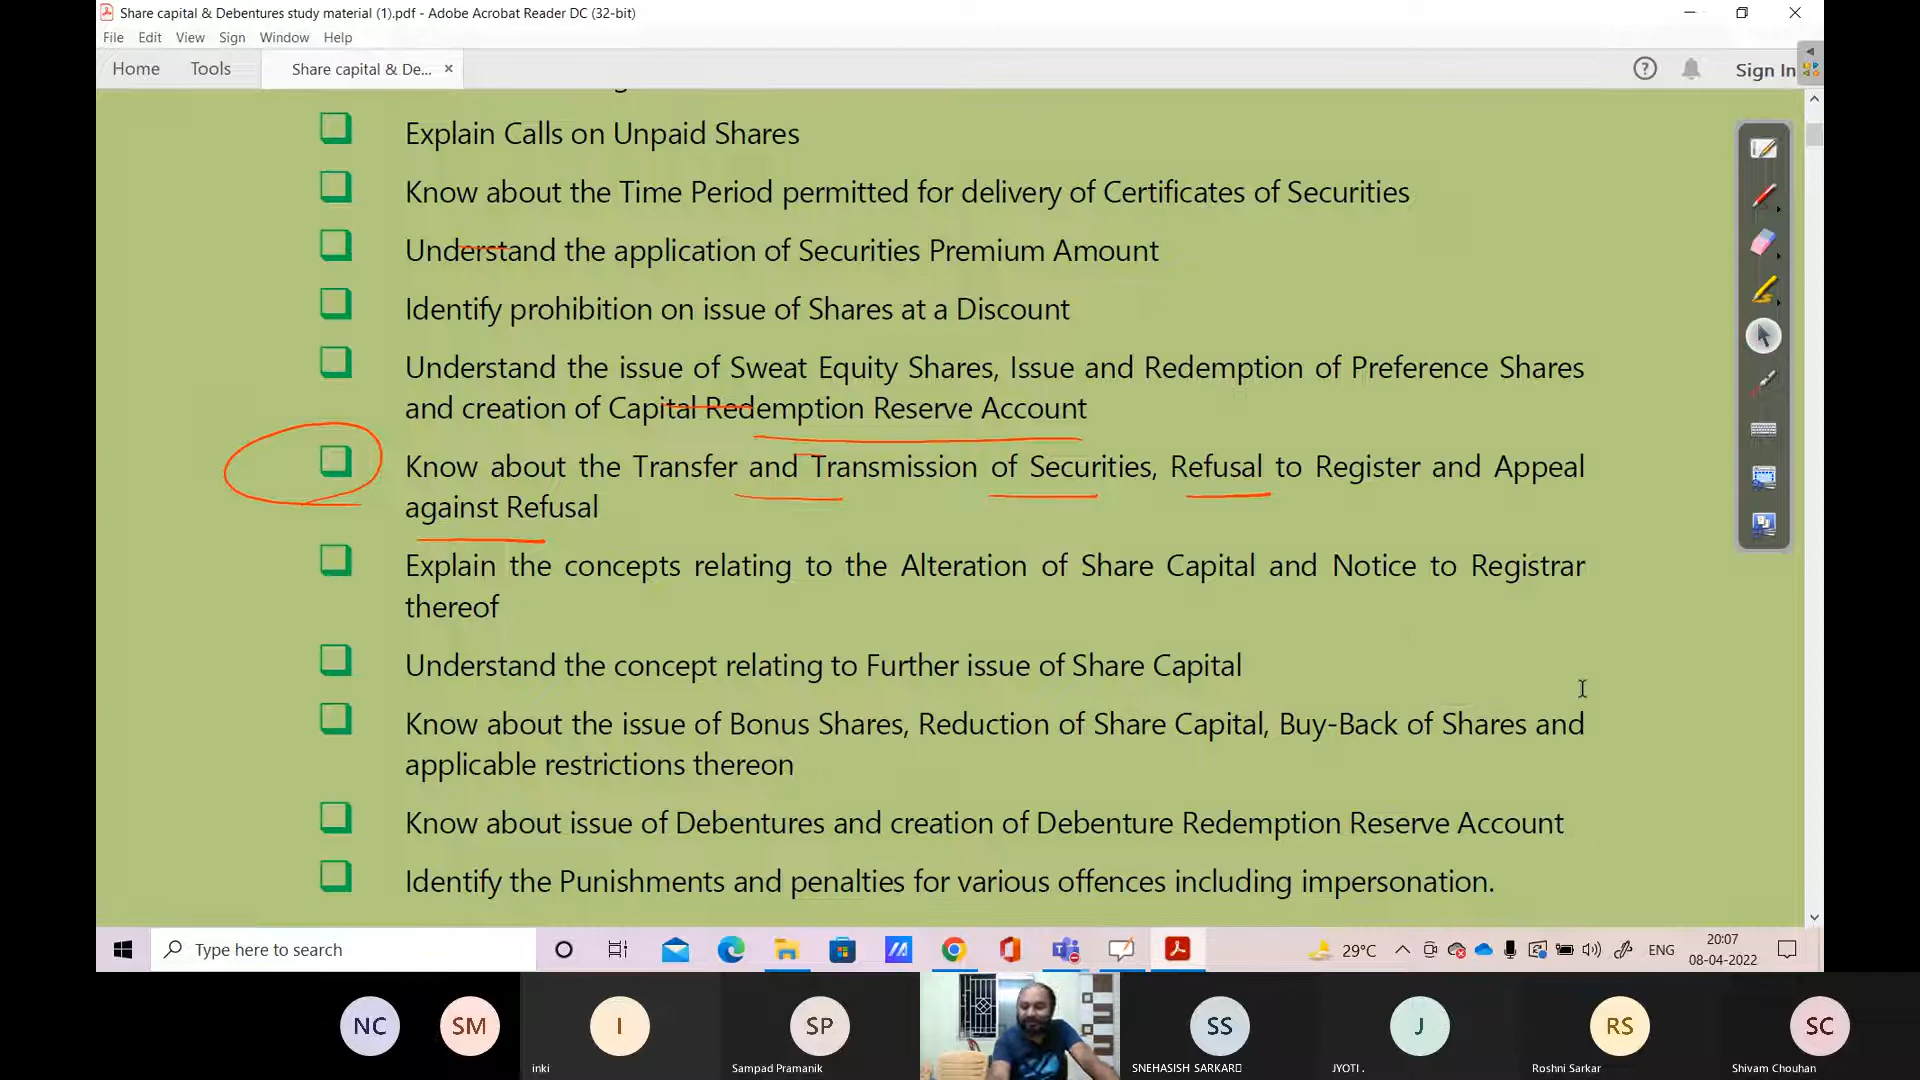 Share capital & Debentures study material (1).pdf - Adobe Acrobat Reader DC (32-bit)
File Edit View Sign Window Help
Home Tools Share capital & De... × Sign In
Explain Calls on Unpaid Shares
Know about the Time Period permitted for delivery of Certificates of Securities
Understand the application of Securities Premium Amount
Identify prohibition on issue of Shares at a Discount
Understand the issue of Sweat Equity Shares, Issue and Redemption of Preference Shares
and creation of Capital Redemption Reserve Account
Know about the Transfer and Transmission of Securities, Refusal to Register and Appeal
against Refusal
Explain the concepts relating to the Alteration of Share Capital and Notice to Registrar
thereof
Understand the concept relating to Further issue of Share Capital
Know about the issue of Bonus Shares, Reduction of Share Capital, Buy-Back of Shares and
applicable restrictions thereon
Know about issue of Debentures and creation of Debenture Redemption Reserve Account
Identify the Punishments and penalties for various offences including impersonation.
Type here to search 29°C ENG 20:07
08-04-2022
NC SM I SP SS J RS SC
inki Sampad Pramanik SNEHASISH SARKAR JYOTI . Roshni Sarkar Shivam Chouhan